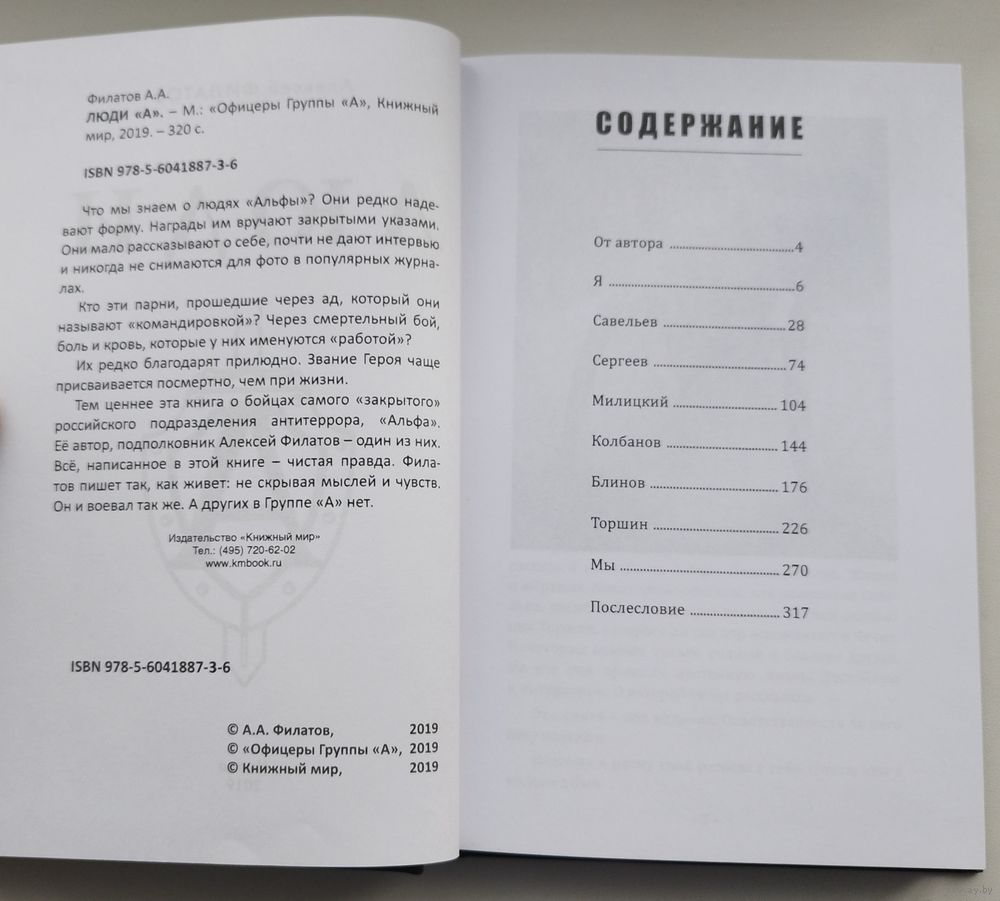 Филатов А.А.
ЛЮДИ «А». – М.: «Офицеры Группы «А», Книжный
мир, 2019. – 320 с.
ISBN 978-5-6041887-3-6
Что мы знаем о людях «Альфы»? Они редко наде-
вают форму. Награды им вручают закрытыми указами.
Они мало рассказывают о себе, почти не дают интервью
и никогда не снимаются для фото в популярных журна-
лах.
Кто эти парни, прошедшие через ад, который они
называют «командировкой»? Через смертельный бой,
боль и кровь, которые у них именуются «работой»?
Их редко благодарят прилюдно. Звание Героя чаще
присваивается посмертно, чем при жизни.
Тем ценнее эта книга о бойцах самого «закрытого»
российского подразделения антитеррора, «Альфа».
Её автор, подполковник Алексей Филатов – один из них.
Всё, написанное в этой книге – чистая правда. Фила-
тов пишет так, как живет: не скрывая мыслей и чувств.
Он и воевал так же. А других в Группе «А» нет.
Издательство «Книжный мир»
Тел.: (495) 720-62-02
www.kmbook.ru
ISBN 978-5-6041887-3-6
© А.А. Филатов, 2019
© «Офицеры Группы «А», 2019
© Книжный мир, 2019
СОДЕРЖАНИЕ
От автора ........................................4
Я ........................................6
Савельев ........................................28
Сергеев ........................................74
Милицкий ........................................104
Колбанов ........................................144
Блинов ........................................176
Торшин ........................................226
Мы ........................................270
Послесловие ........................................317